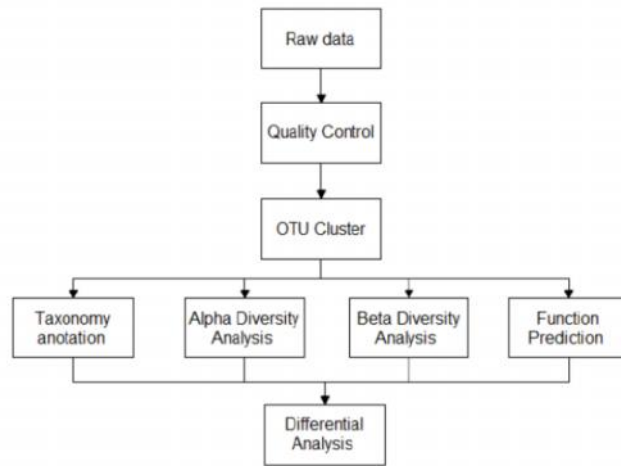 Raw data
Quality Control
OTU Cluster
Taxonomy
anotation
Alpha Diversity
Analysis
Beta Diversity
Analysis
Function
Prediction
Differential
Analysis